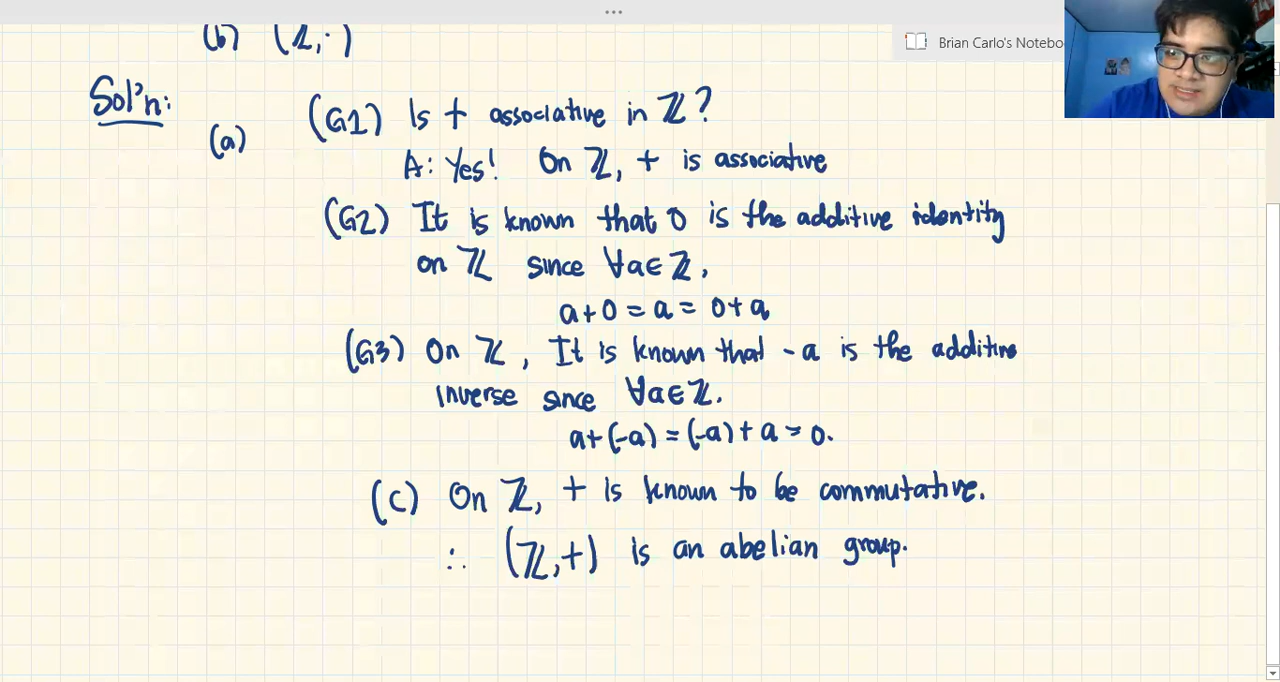 (b) (ℤ, ·)
Brian Carlo's Notebo
Sol'n:
(a)
(G1) Is + associative in ℤ?
A: Yes! On ℤ, + is associative
(G2) It is known that 0 is the additive identity
on ℤ since ∀a∈ℤ,
a+0 = a = 0+a
(G3) On ℤ, It is known that -a is the additive
inverse since ∀a∈ℤ.
a+(-a) = (-a)+a = 0.
(C) On ℤ, + is known to be commutative.
∴ (ℤ,+) is an abelian group.